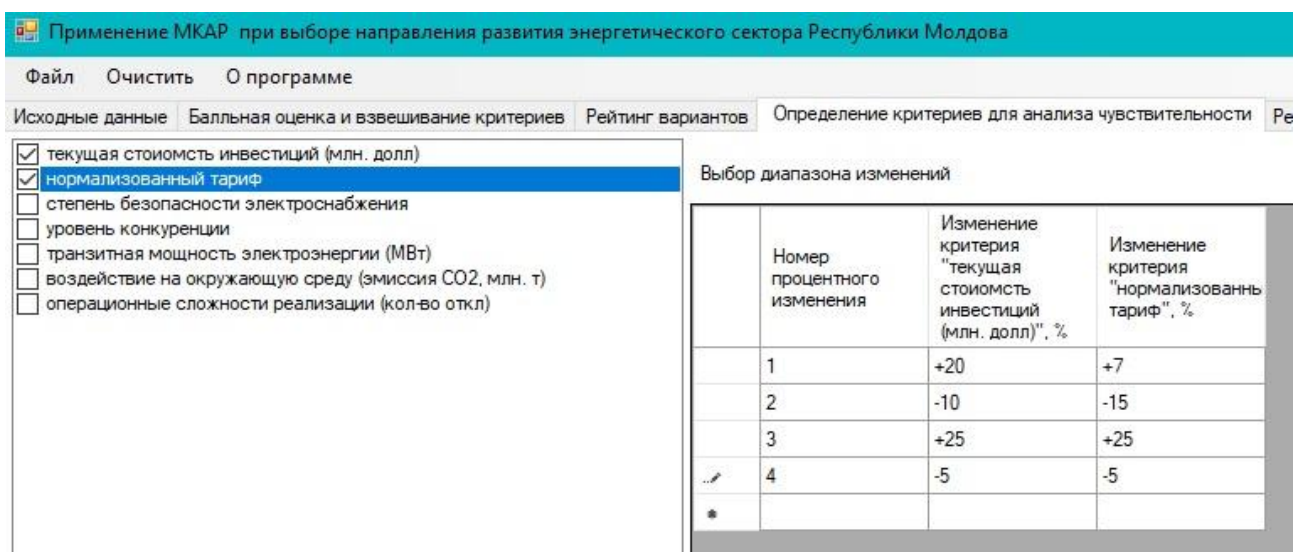 Применение МКАР при выборе направления развития энергетического сектора Республики Молдова
Файл Очистить О программе
Исходные данные Балльная оценка и взвешивание критериев Рейтинг вариантов Определение критериев для анализа чувствительности Ре
текущая стоиомсть инвестиций (млн. долл)
нормализованный тариф
степень безопасности электроснабжения
уровень конкуренции
транзитная мощность электроэнергии (МВт)
воздействие на окружающую среду (эмиссия СО2, млн. т)
операционные сложности реализации (кол-во откл)
Выбор диапазона изменений
Номер
процентного
изменения
Изменение
критерия
"текущая
стоиомсть
инвестиций
(млн. долл)", %
Изменение
критерия
"нормализованнь
тариф", %
1 +20 +7
2 -10 -15
3 +25 +25
4 -5 -5